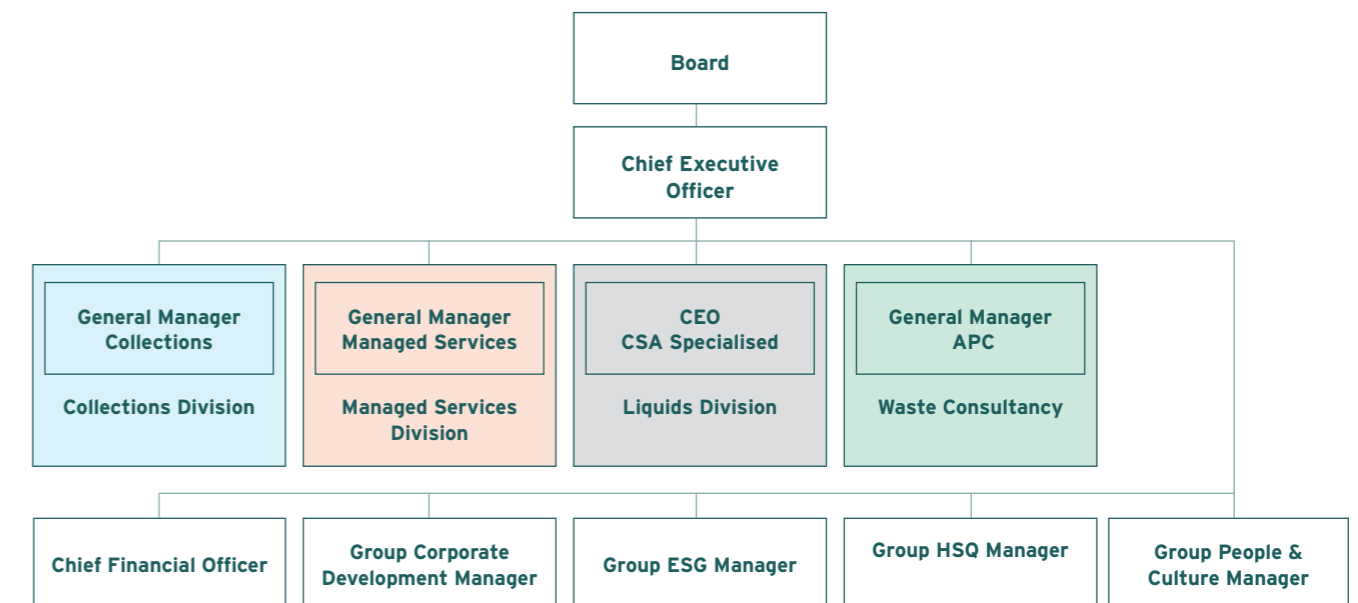 Board
Chief Executive
Officer
General Manager
Collections
Collections Division
General Manager
Managed Services
Managed Services
Division
CEO
CSA Specialised
Liquids Division
General Manager
APC
Waste Consultancy
Chief Financial Officer
Group Corporate
Development Manager
Group ESG Manager
Group HSQ Manager
Group People &
Culture Manager